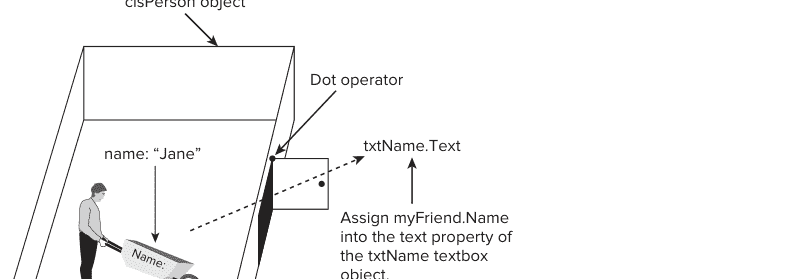 clsPerson object
Dot operator
name: “Jane”
txtName.Text
Assign myFriend.Name
into the text property of
the txtName textbox
object.
Name: